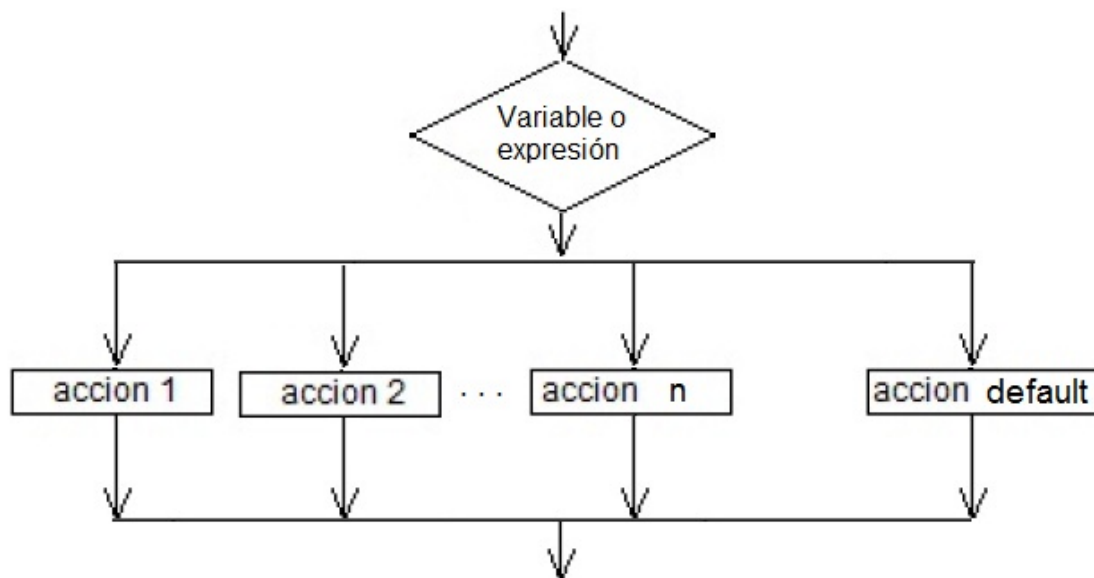 Variable o
expresión
accion 1
accion 2
. . .
accion n
accion default